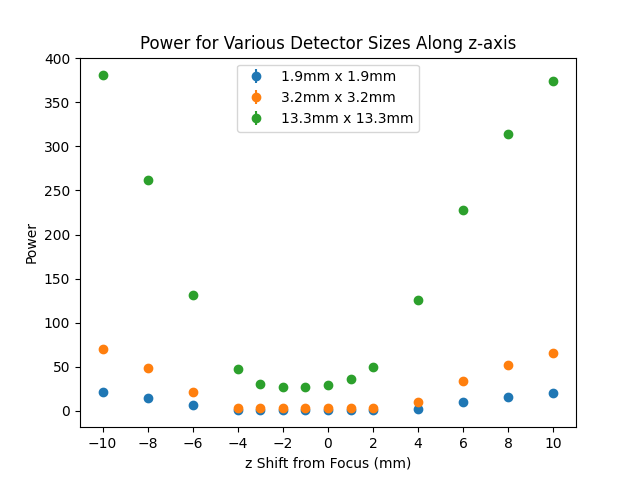 Power for Various Detector Sizes Along z-axis
400
350
300
250
200
150
100
50
0
Power
1.9mm x 1.9mm
3.2mm x 3.2mm
13.3mm x 13.3mm
−10 −8 −6 −4 −2 0 2 4 6 8 10
z Shift from Focus (mm)